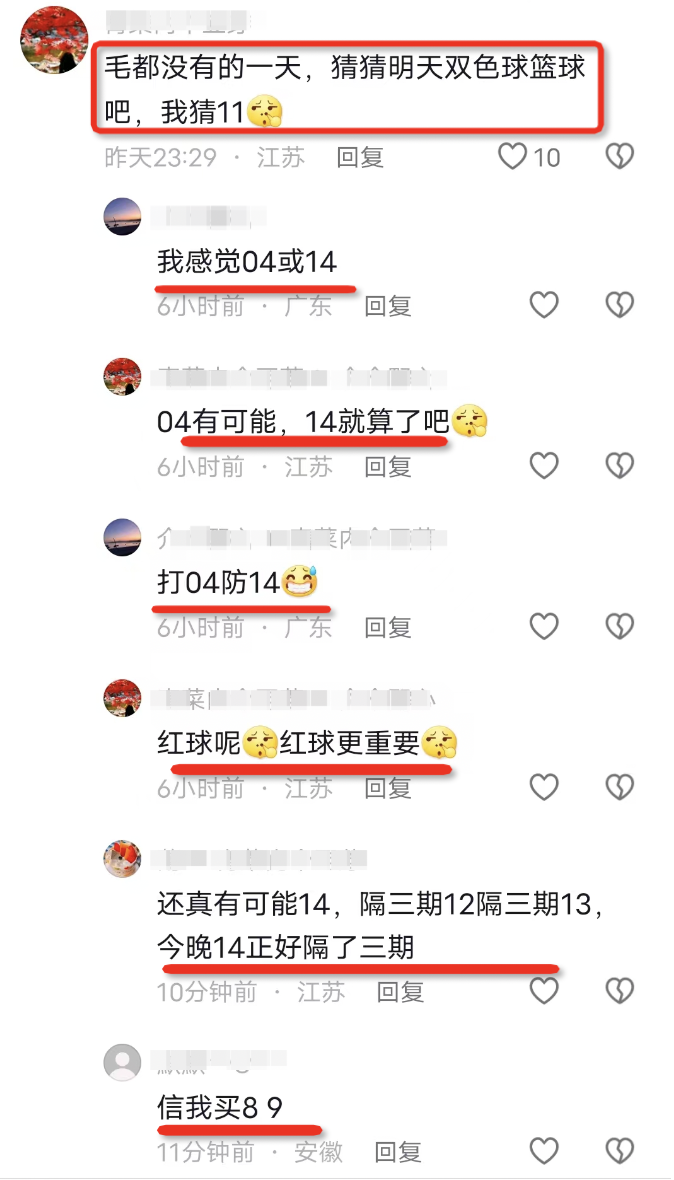 毛都没有的一天，猜猜明天双色球篮球
吧，我猜11
昨天23:29 · 江苏 回复 10
我感觉04或14
6小时前 · 广东 回复
04有可能，14就算了吧
6小时前 · 江苏 回复
打04防14
6小时前 · 广东 回复
红球呢 红球更重要
6小时前 · 江苏 回复
还真有可能14，隔三期12隔三期13，
今晚14正好隔了三期
10分钟前 · 江苏 回复
信我买8 9
11分钟前 · 安徽 回复